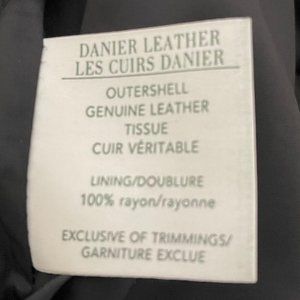 DANIER LEATHER
LES CUIRS DANIER
OUTERSHELL
GENUINE LEATHER
TISSUE
CUIR VÉRITABLE
LINING/DOUBLURE
100% rayon/rayonne
EXCLUSIVE OF TRIMMINGS/
GARNITURE EXCLUE